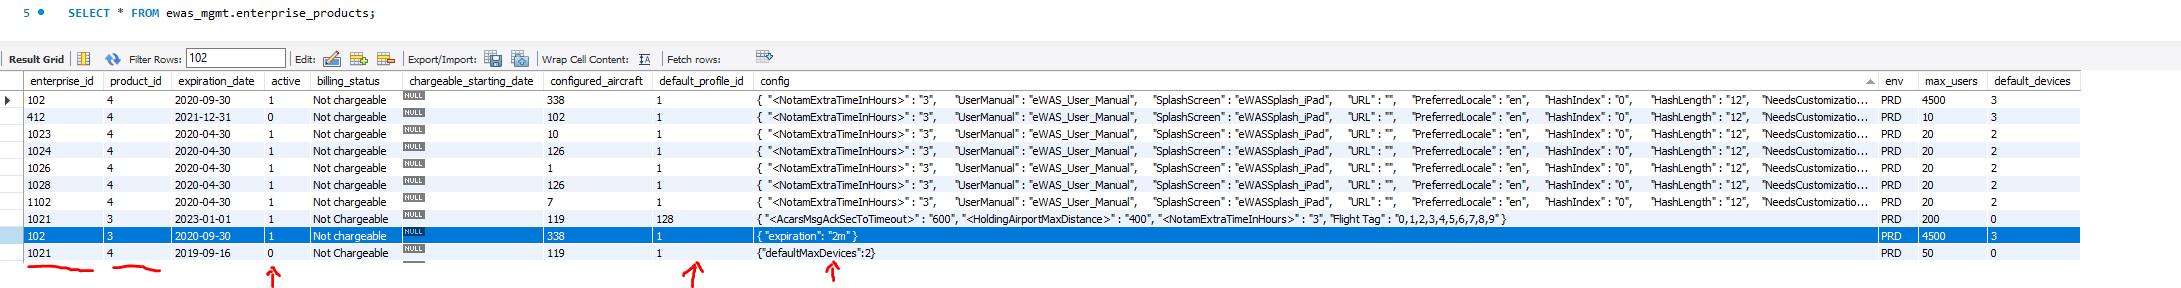 5 SELECT * FROM ewas_mgmt.enterprise_products;
Result Grid Filter Rows: 102 Edit: Export/Import: Wrap Cell Content: IA Fetch rows:
enterprise_id product_id expiration_date active billing_status chargeable_starting_date configured_aircraft default_profile_id config env max_users default_devices
102 4 2020-09-30 1 Not chargeable NULL 338 1 { "<NotamExtraTimeInHours>" : "3", "UserManual" : "eWAS_User_Manual", "SplashScreen" : "eWASSplash_iPad", "URL" : "", "PreferredLocale" : "en", "HashIndex" : "0", "HashLength" : "12", "NeedsCustomizatio... PRD 4500 3
412 4 2021-12-31 0 Not chargeable NULL 102 1 { "<NotamExtraTimeInHours>" : "3", "UserManual" : "eWAS_User_Manual", "SplashScreen" : "eWASSplash_iPad", "URL" : "", "PreferredLocale" : "en", "HashIndex" : "0", "HashLength" : "12", "NeedsCustomizatio... PRD 10 3
1023 4 2020-04-30 1 Not chargeable NULL 10 1 { "<NotamExtraTimeInHours>" : "3", "UserManual" : "eWAS_User_Manual", "SplashScreen" : "eWASSplash_iPad", "URL" : "", "PreferredLocale" : "en", "HashIndex" : "0", "HashLength" : "12", "NeedsCustomizatio... PRD 20 2
1024 4 2020-04-30 1 Not chargeable NULL 126 1 { "<NotamExtraTimeInHours>" : "3", "UserManual" : "eWAS_User_Manual", "SplashScreen" : "eWASSplash_iPad", "URL" : "", "PreferredLocale" : "en", "HashIndex" : "0", "HashLength" : "12", "NeedsCustomizatio... PRD 20 2
1026 4 2020-04-30 1 Not chargeable NULL 1 1 { "<NotamExtraTimeInHours>" : "3", "UserManual" : "eWAS_User_Manual", "SplashScreen" : "eWASSplash_iPad", "URL" : "", "PreferredLocale" : "en", "HashIndex" : "0", "HashLength" : "12", "NeedsCustomizatio... PRD 20 2
1028 4 2020-04-30 1 Not chargeable NULL 126 1 { "<NotamExtraTimeInHours>" : "3", "UserManual" : "eWAS_User_Manual", "SplashScreen" : "eWASSplash_iPad", "URL" : "", "PreferredLocale" : "en", "HashIndex" : "0", "HashLength" : "12", "NeedsCustomizatio... PRD 20 2
1102 4 2020-04-30 1 Not chargeable NULL 7 1 { "<NotamExtraTimeInHours>" : "3", "UserManual" : "eWAS_User_Manual", "SplashScreen" : "eWASSplash_iPad", "URL" : "", "PreferredLocale" : "en", "HashIndex" : "0", "HashLength" : "12", "NeedsCustomizatio... PRD 20 2
1021 3 2023-01-01 1 Not Chargeable NULL 119 128 { "<AcarsMsgAckSecToTimeout>" : "600", "<HoldingAirportMaxDistance>" : "400", "<NotamExtraTimeInHours>" : "3", "Flight Tag" : "0,1,2,3,4,5,6,7,8,9" } PRD 200 0
102 3 2020-09-30 1 Not chargeable NULL 338 1 { "expiration": "2m" } PRD 4500 3
1021 4 2019-09-16 0 Not Chargeable NULL 119 1 {"defaultMaxDevices":2} PRD 50 0